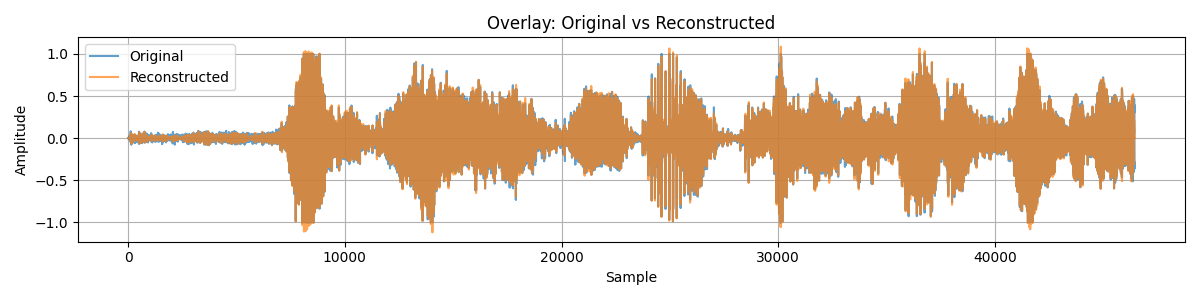 Overlay: Original vs Reconstructed
Original
Reconstructed
1.0
0.5
0.0
−0.5
−1.0
Amplitude
0
10000
20000
30000
40000
Sample